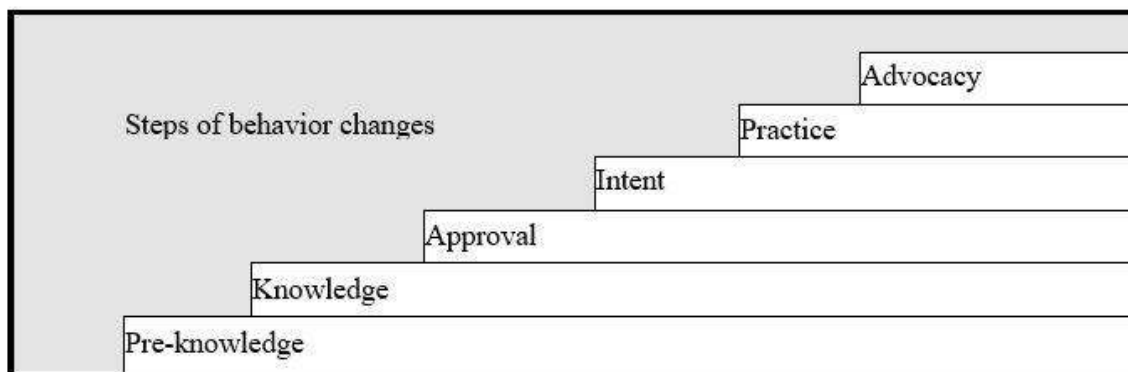 Advocacy
Steps of behavior changes
Practice
Intent
Approval
Knowledge
Pre-knowledge